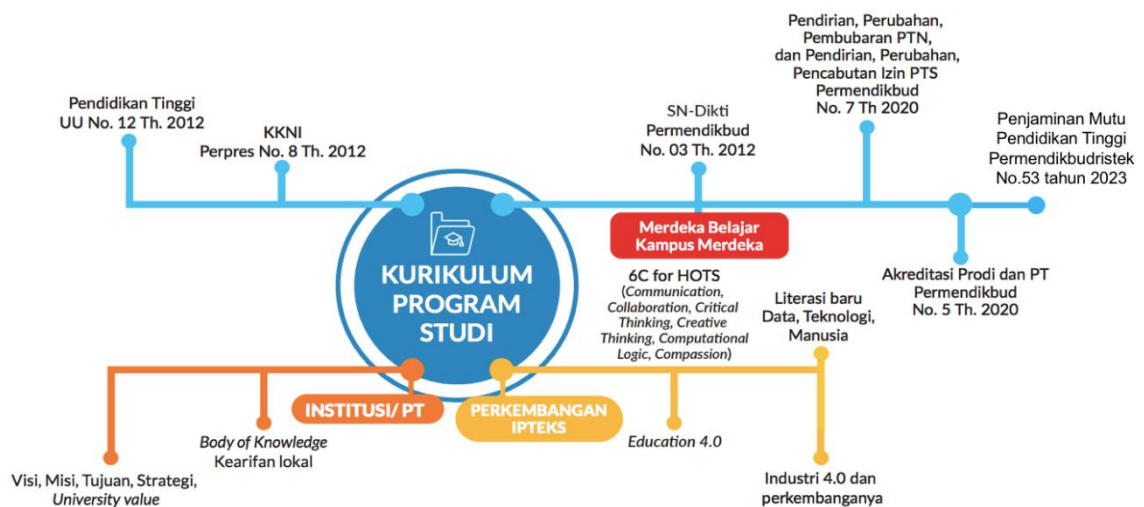 Pendidikan Tinggi
UU No. 12 Th. 2012
KKNI
Perpres No. 8 Th. 2012
SN-Dikti
Permendikbud
No. 03 Th. 2012
Pendirian, Perubahan,
Pembubaran PTN,
dan Pendirian, Perubahan,
Pencabutan Izin PTS
Permendikbud
No. 7 Th 2020
Penjaminan Mutu
Pendidikan Tinggi
Permendikbudristek
No.53 tahun 2023
Merdeka Belajar
Kampus Merdeka
KURIKULUM
PROGRAM
STUDI
6C for HOTS
(Communication,
Collaboration, Critical
Thinking, Creative
Thinking, Computational
Logic, Compassion)
Literasi baru
Data, Teknologi,
Manusia
Akreditasi Prodi dan PT
Permendikbud
No. 5 Th. 2020
INSTITUSI/ PT
PERKEMBANGAN
IPTEKS
Body of Knowledge
Kearifan lokal
Education 4.0
Visi, Misi, Tujuan, Strategi,
University value
Industri 4.0 dan
perkembanganya